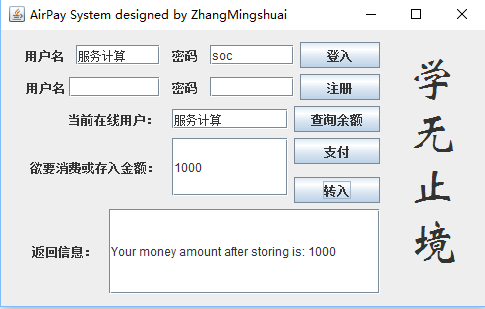 AirPay System designed by ZhangMingshuai
用户名 服务计算 密码 soc 登入
用户名 密码 注册
当前在线用户： 服务计算 查询余额
欲要消费或存入金额： 1000 支付
转入
返回信息： Your money amount after storing is: 1000
学
无
止
境